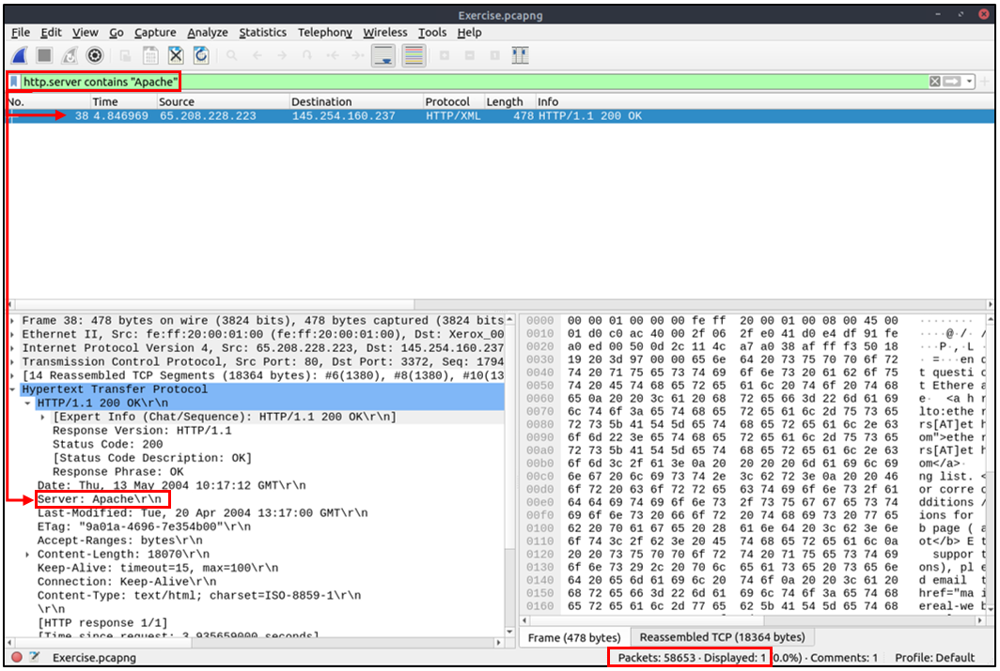 Exercise.pcapng
File Edit View Go Capture Analyze Statistics Telephony Wireless Tools Help
http.server contains "Apache"
No. Time Source Destination Protocol Length Info
38 4.846969 65.208.228.223 145.254.160.237 HTTP/XML 478 HTTP/1.1 200 OK
Frame 38: 478 bytes on wire (3824 bits), 478 bytes captured (3824 bits
Ethernet II, Src: fe:ff:20:00:01:00 (fe:ff:20:00:01:00), Dst: Xerox_00
Internet Protocol Version 4, Src: 65.208.228.223, Dst: 145.254.160.237
Transmission Control Protocol, Src Port: 80, Dst Port: 3372, Seq: 1794
[14 Reassembled TCP Segments (18364 bytes): #6(1380), #8(1380), #10(13
Hypertext Transfer Protocol
HTTP/1.1 200 OK\r\n
[Expert Info (Chat/Sequence): HTTP/1.1 200 OK\r\n]
Response Version: HTTP/1.1
Status Code: 200
[Status Code Description: OK]
Response Phrase: OK
Date: Thu, 13 May 2004 10:17:12 GMT\r\n
Server: Apache\r\n
Last-Modified: Tue, 20 Apr 2004 13:17:00 GMT\r\n
ETag: "9a01a-4696-7e354b00"\r\n
Accept-Ranges: bytes\r\n
Content-Length: 18070\r\n
Keep-Alive: timeout=15, max=100\r\n
Connection: Keep-Alive\r\n
Content-Type: text/html; charset=ISO-8859-1\r\n
\r\n
[HTTP response 1/1]
[Time since request: 3.935659000 seconds]
0000 00 00 01 00 00 00 fe ff 20 00 01 00 08 00 45 00 ········
0010 01 d0 c0 ac 40 00 2f 06 2f e0 41 d0 e4 df 91 fe ····@·/·/
0020 a0 ed 00 50 0d 2c 11 4c a7 a0 38 af ff f3 50 18 ···P·,·L
0030 19 20 3d 97 00 00 65 6e 64 20 73 75 70 70 6f 72 · =···en d
0040 74 20 71 75 65 73 74 69 6f 6e 73 20 61 62 6f 75 t questi o
0050 74 20 45 74 68 65 72 65 61 6c 20 74 6f 20 74 68 t Ethere a
0060 65 0a 20 20 3c 61 20 68 72 65 66 3d 22 6d 61 69 e· <a h r
0070 6c 74 6f 3a 65 74 68 65 72 65 61 6c 2d 75 73 65 lto:ethe r
0080 72 73 5b 41 54 5d 65 74 68 65 72 65 61 6c 2e 63 rs[AT]et h
0090 6f 6d 22 3e 65 74 68 65 72 65 61 6c 2d 75 73 65 om">ethe r
00a0 72 73 5b 41 54 5d 65 74 68 65 72 65 61 6c 2e 63 rs[AT]et h
00b0 6f 6d 3c 2f 61 3e 0a 20 20 20 20 6d 61 69 6c 69 om</a>·
00c0 6e 67 20 6c 69 73 74 2e 3c 62 72 3e 0a 20 20 46 ng list. <
00d0 6f 72 20 63 6f 72 72 65 63 74 69 6f 6e 73 2f 61 or corre c
00e0 64 64 69 74 69 6f 6e 73 2f 73 75 67 67 65 73 74 dditions /
00f0 69 6f 6e 73 20 66 6f 72 20 74 68 69 73 20 77 65 ions for
0100 62 20 70 61 67 65 20 28 61 6e 64 20 3c 62 3e 6e b page ( a
0110 6f 74 3c 2f 62 3e 20 45 74 68 65 72 65 61 6c 0a ot</b> E t
0120 20 20 73 75 70 70 6f 72 74 20 71 75 65 73 74 69 suppor t
0130 6f 6e 73 29 2c 20 70 6c 65 61 73 65 20 73 65 6e ons), pl e
0140 64 20 65 6d 61 69 6c 20 74 6f 0a 20 20 3c 61 20 d email t
0150 68 72 65 66 3d 22 6d 61 69 6c 74 6f 3a 65 74 68 href="ma i
0160 65 72 65 61 6c 2d 77 65 62 5b 41 54 5d 65 74 68 ereal-we b
Frame (478 bytes) Reassembled TCP (18364 bytes)
Exercise.pcapng Packets: 58653 · Displayed: 1 (0.0%) · Comments: 1 Profile: Default